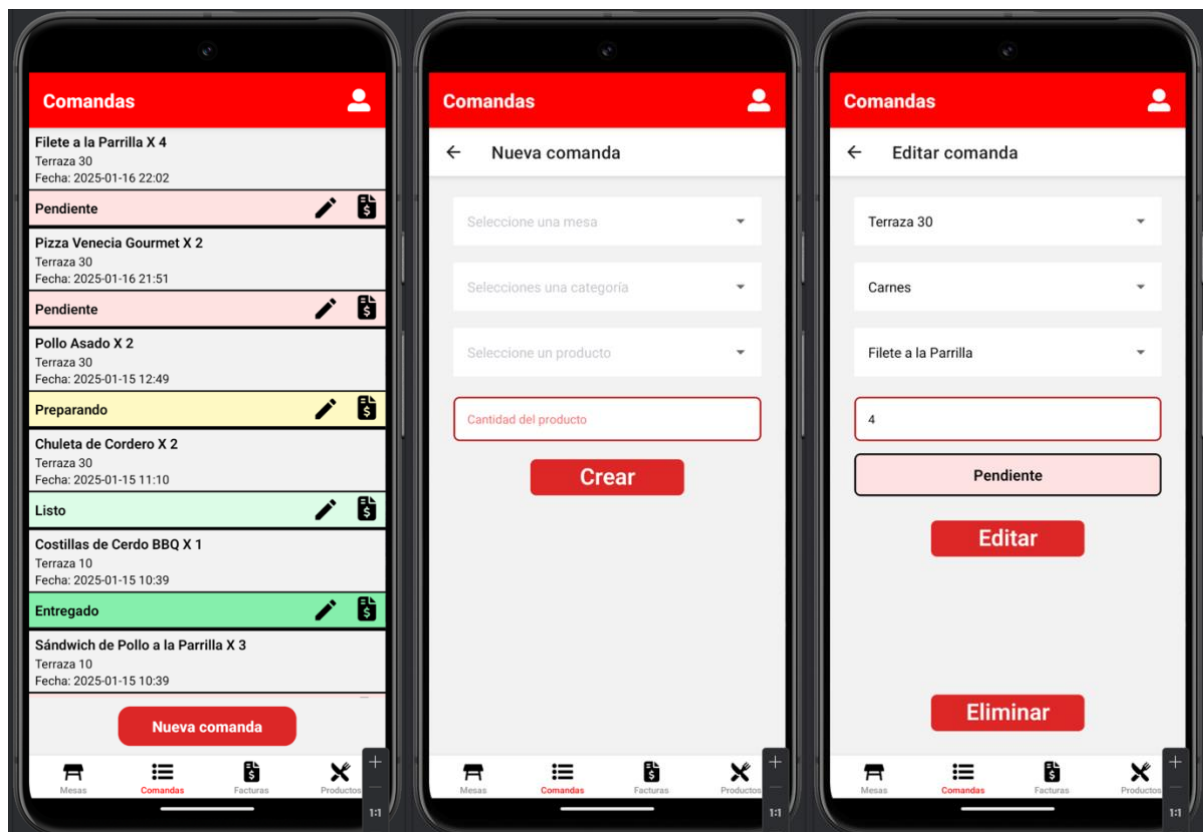 Comandas
Filete a la Parrilla X 4
Terraza 30
Fecha: 2025-01-16 22:02
Pendiente
Pizza Venecia Gourmet X 2
Terraza 30
Fecha: 2025-01-16 21:51
Pendiente
Pollo Asado X 2
Terraza 30
Fecha: 2025-01-15 12:49
Preparando
Chuleta de Cordero X 2
Terraza 30
Fecha: 2025-01-15 11:10
Listo
Costillas de Cerdo BBQ X 1
Terraza 10
Fecha: 2025-01-15 10:39
Entregado
Sándwich de Pollo a la Parrilla X 3
Terraza 10
Fecha: 2025-01-15 10:39
Nueva comanda
Mesas Comandas Facturas Productos
1:1
Comandas
Nueva comanda
Seleccione una mesa
Selecciones una categoría
Seleccione un producto
Cantidad del producto
Crear
Mesas Comandas Facturas Productos
1:1
Comandas
Editar comanda
Terraza 30
Carnes
Filete a la Parrilla
4
Pendiente
Editar
Eliminar
Mesas Comandas Facturas Productos
1:1